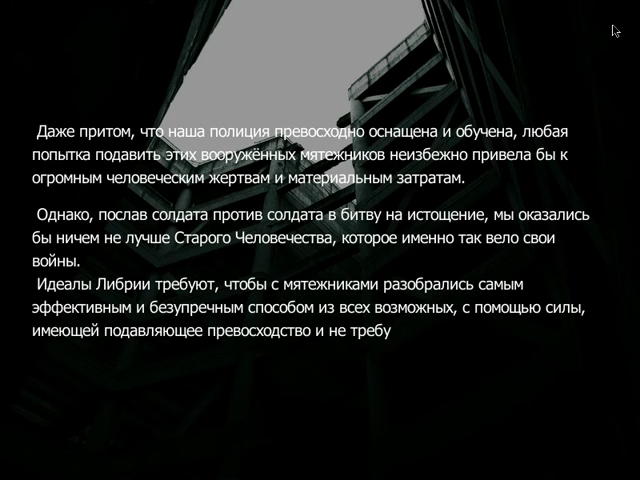 Даже притом, что наша полиция превосходно оснащена и обучена, любая
попытка подавить этих вооружённых мятежников неизбежно привела бы к
огромным человеческим жертвам и материальным затратам.
Однако, послав солдата против солдата в битву на истощение, мы оказались
бы ничем не лучше Старого Человечества, которое именно так вело свои
войны.
Идеалы Либрии требуют, чтобы с мятежниками разобрались самым
эффективным и безупречным способом из всех возможных, с помощью силы,
имеющей подавляющее превосходство и не требу